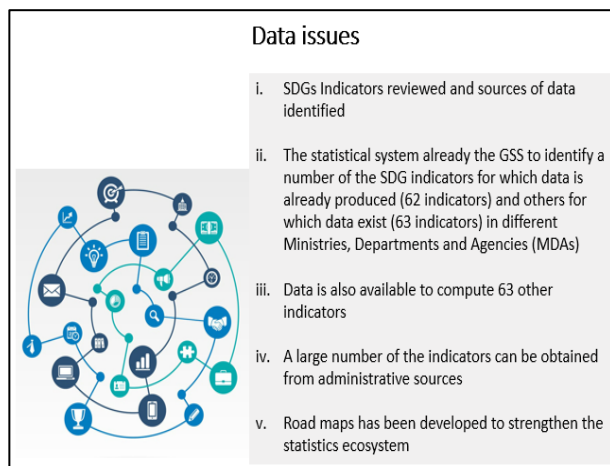 Data issues
i. SDGs Indicators reviewed and sources of data
identified
ii. The statistical system already the GSS to identify a
number of the SDG indicators for which data is
already produced (62 indicators) and others for
which data exist (63 indicators) in different
Ministries, Departments and Agencies (MDAs)
iii. Data is also available to compute 63 other
indicators
iv. A large number of the indicators can be obtained
from administrative sources
v. Road maps has been developed to strengthen the
statistics ecosystem